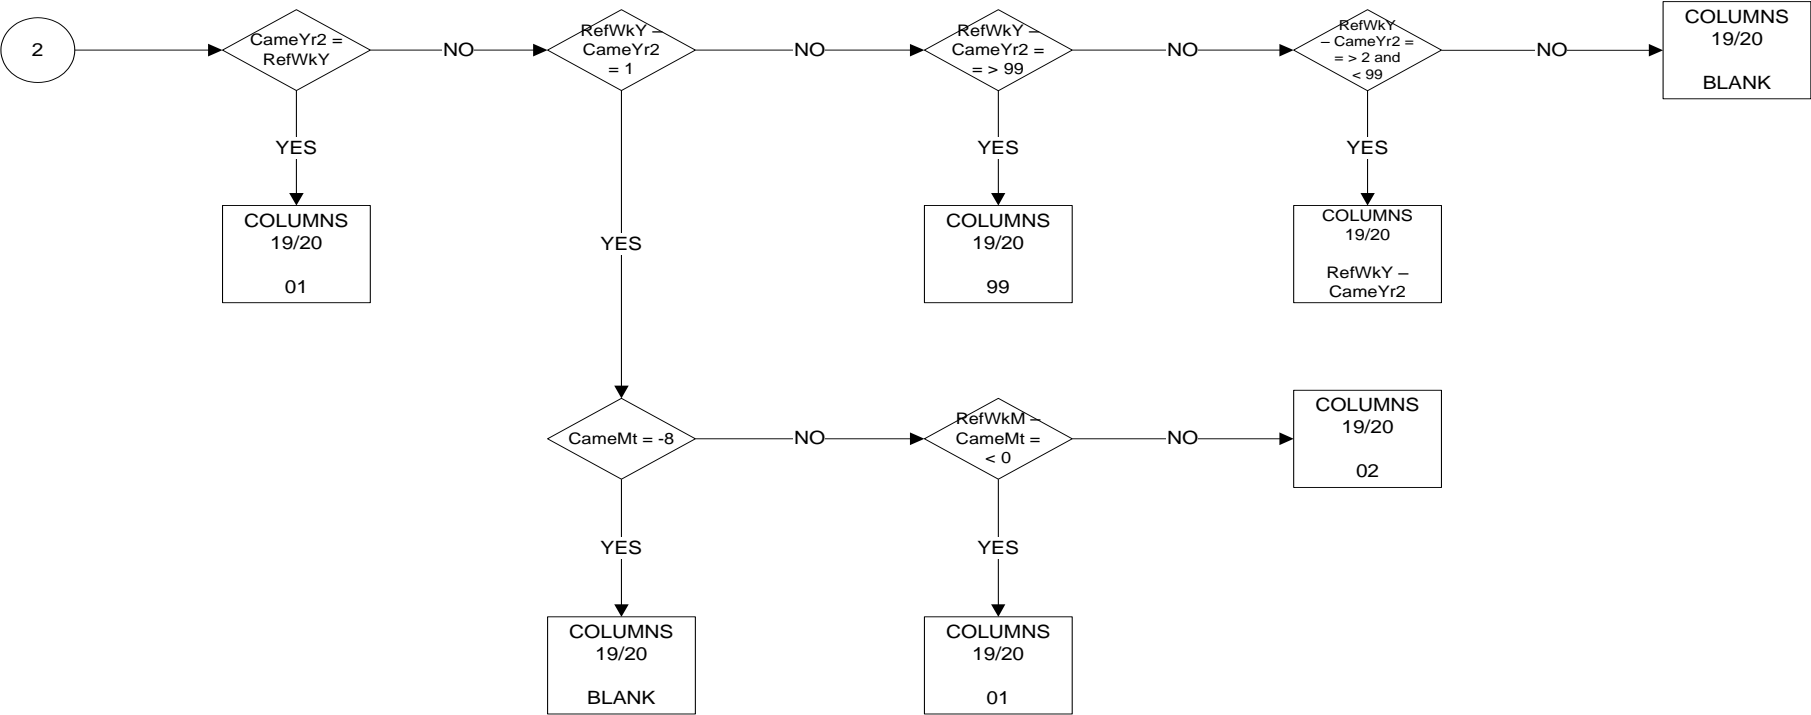 2
CameYr2 =
RefWkY
NO
RefWkY –
CameYr2
= 1
NO
RefWkY –
CameYr2 =
= > 99
NO
RefWkY
– CameYr2 =
= > 2 and
< 99
NO
COLUMNS
19/20
BLANK
YES
YES
YES
YES
COLUMNS
19/20
01
COLUMNS
19/20
99
COLUMNS
19/20
RefWkY –
CameYr2
CameMt = -8
NO
RefWkM –
CameMt =
< 0
NO
COLUMNS
19/20
02
YES
YES
COLUMNS
19/20
BLANK
COLUMNS
19/20
01